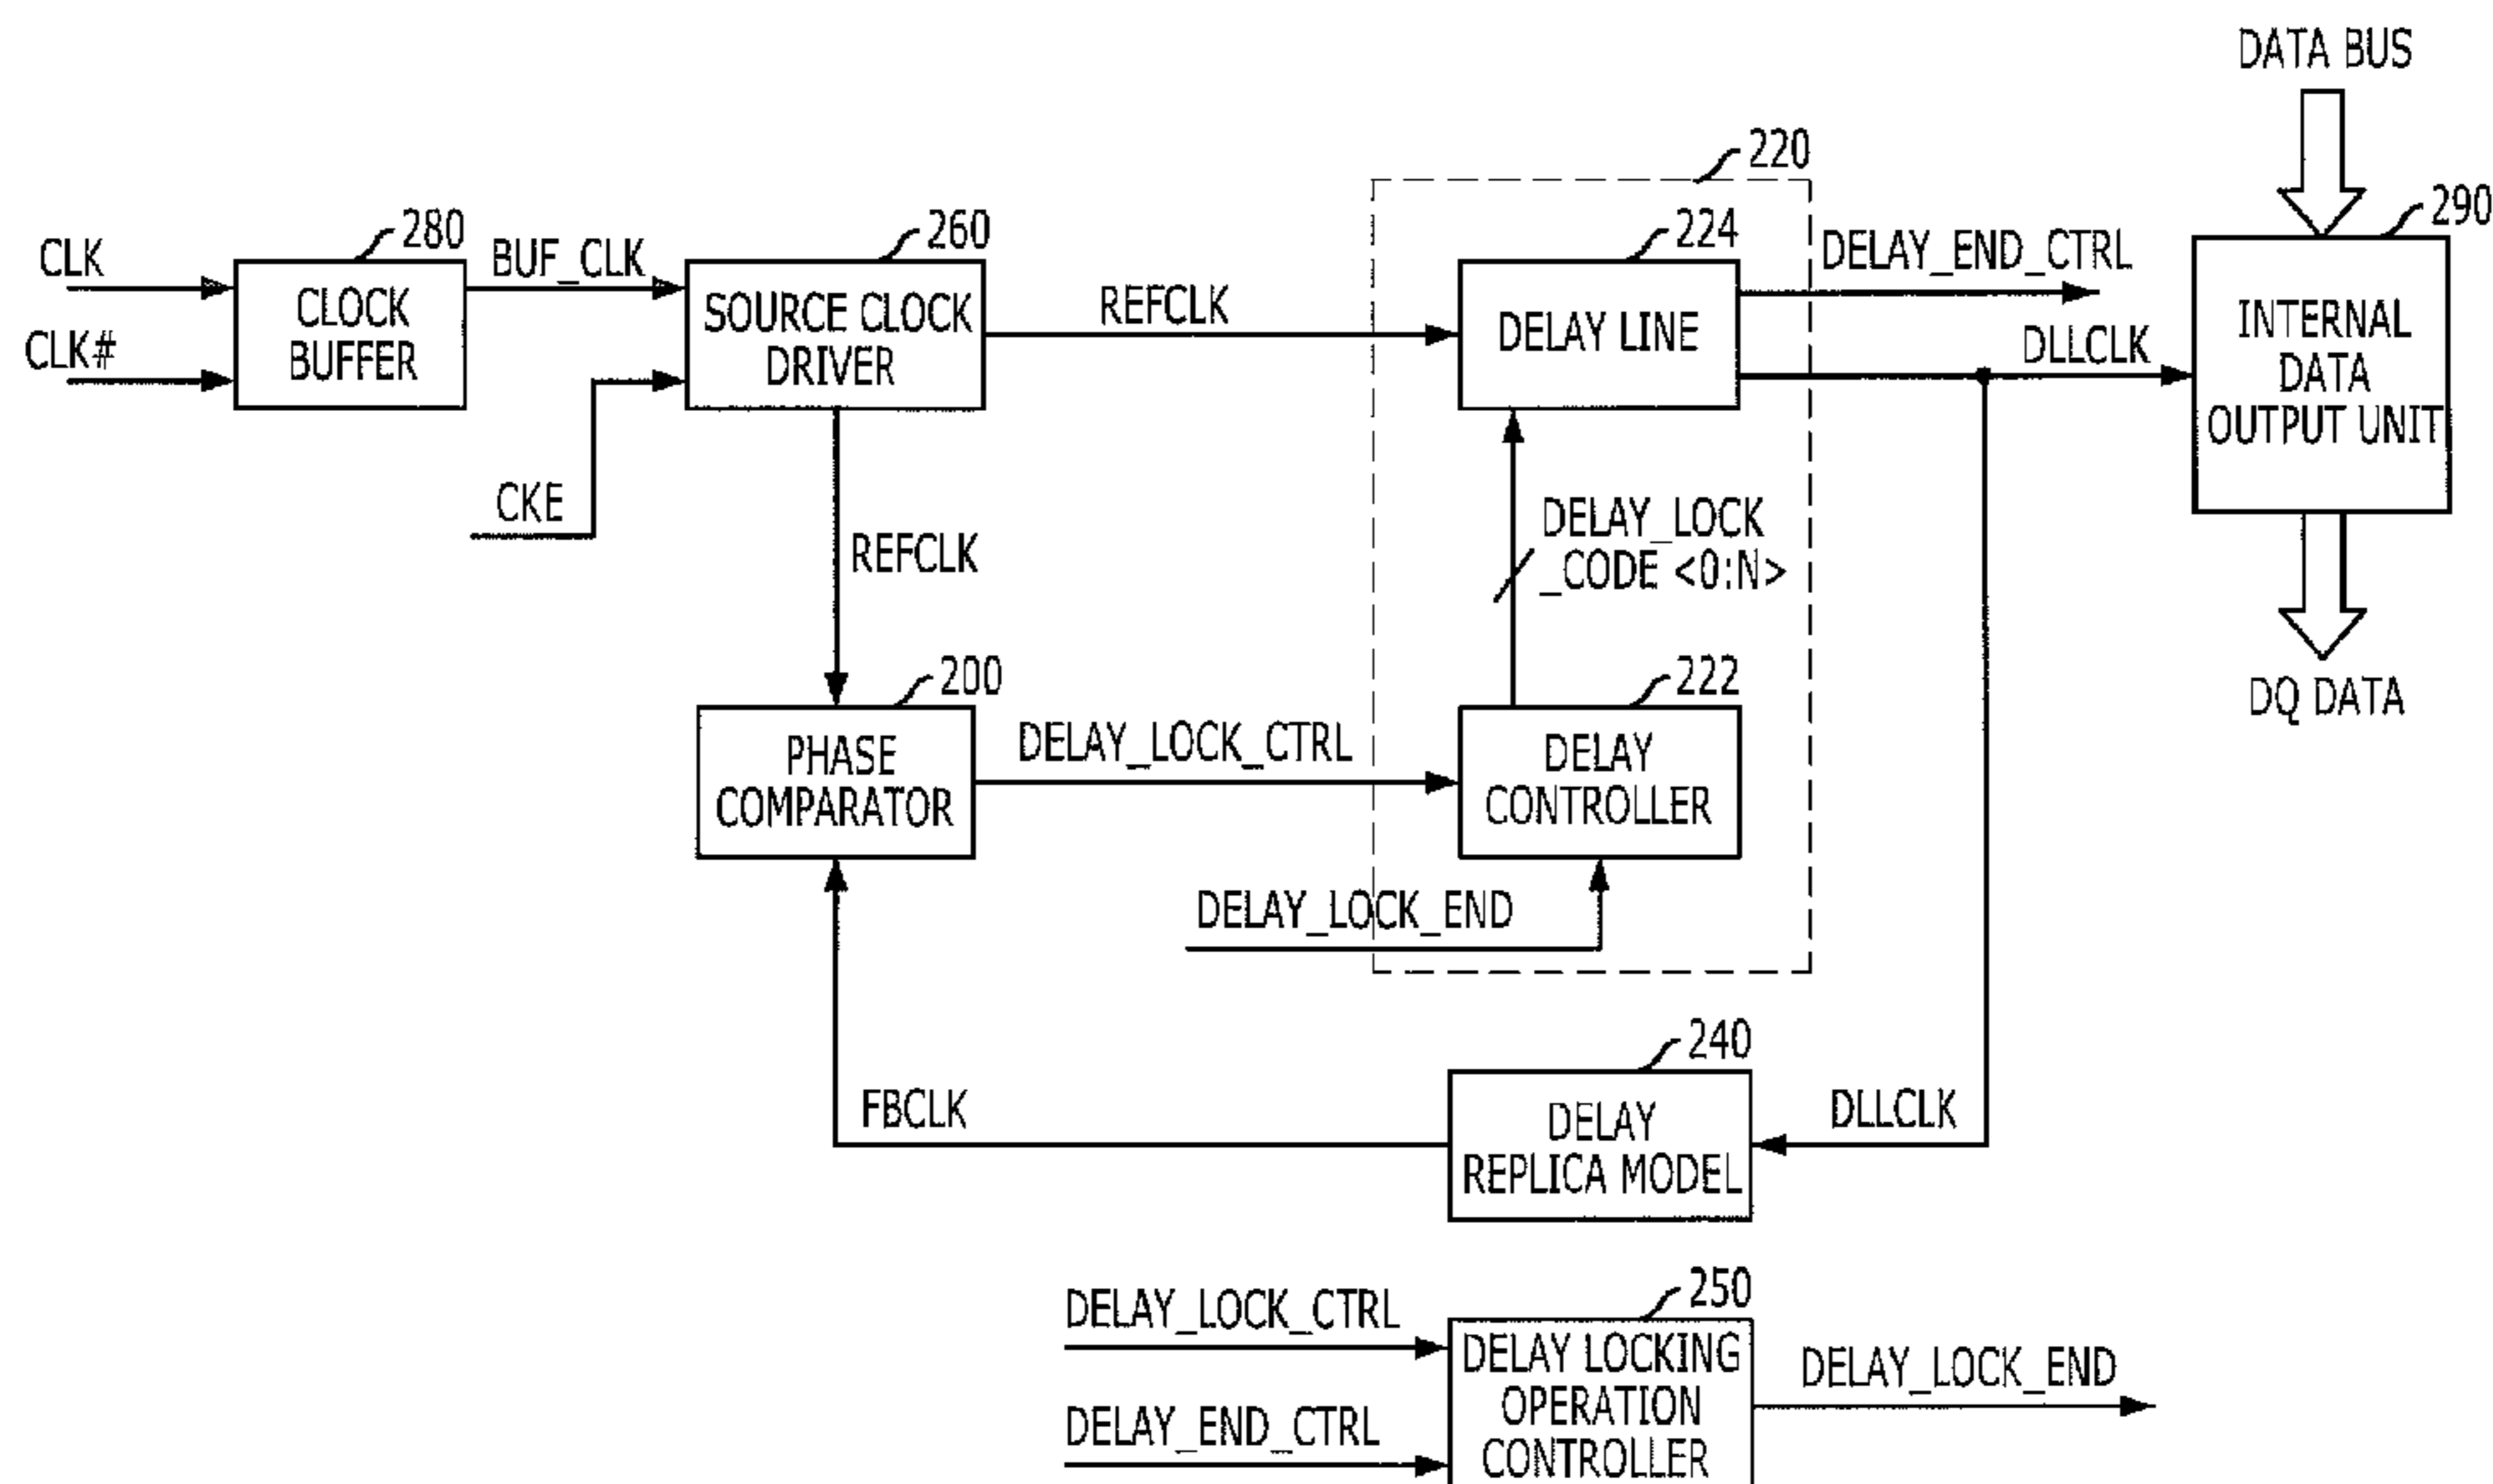 DATA BUS
220
290
280
260
224
CLK
BUF_CLK
DELAY_END_CTRL
CLOCK
BUFFER
SOURCE CLOCK
DRIVER
REFCLK
DELAY LINE
INTERNAL
DATA
OUTPUT UNIT
CLK#
DLLCLK
CKE
REFCLK
DELAY_LOCK
_CODE <0:N>
200
222
DQ DATA
PHASE
COMPARATOR
DELAY_LOCK_CTRL
DELAY
CONTROLLER
DELAY_LOCK_END
240
FBCLK
DELAY
REPLICA MODEL
DLLCLK
250
DELAY_LOCK_CTRL
DELAY LOCKING
OPERATION
CONTROLLER
DELAY_LOCK_END
DELAY_END_CTRL